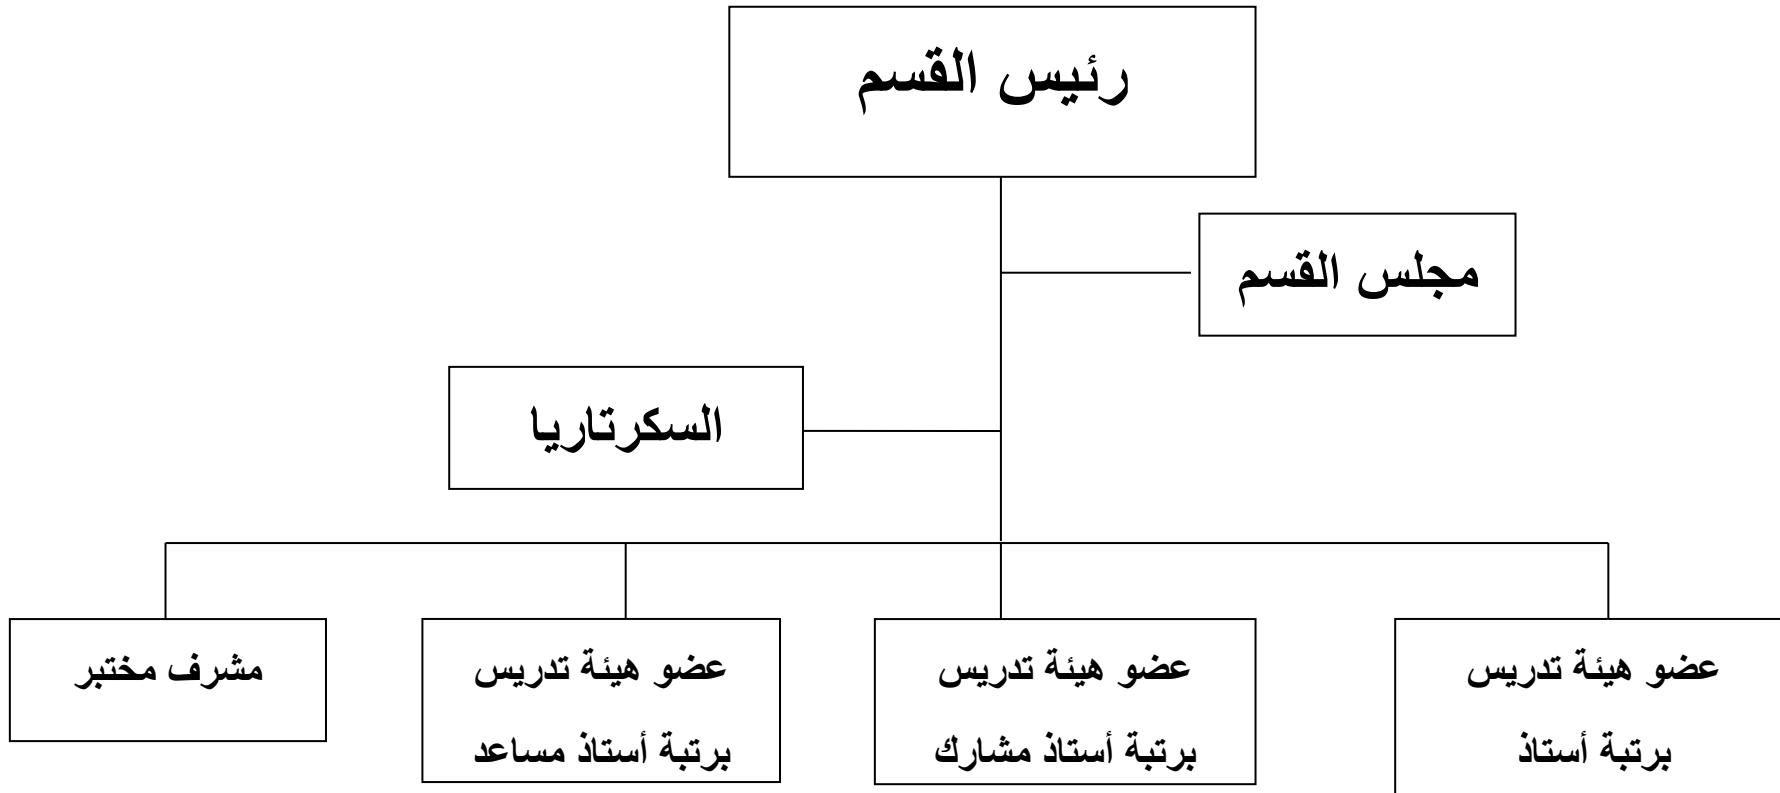 رئيس القسم
مجلس القسم
السكرتاريا
عضو هيئة تدريس
برتبة أستاذ
عضو هيئة تدريس
برتبة أستاذ مشارك
عضو هيئة تدريس
برتبة أستاذ مساعد
مشرف مختبر